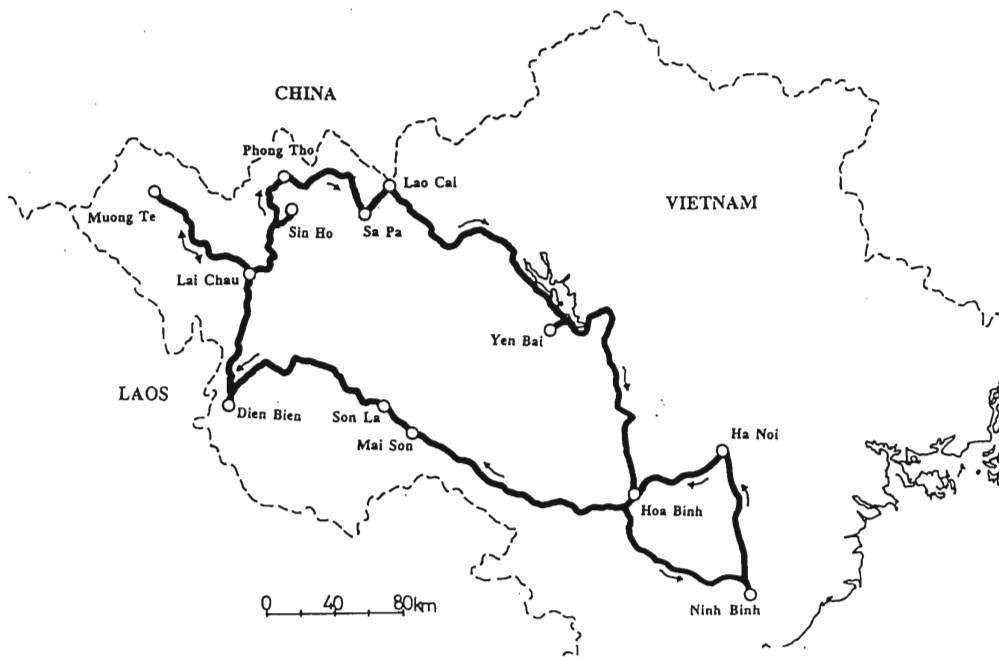 CHINA
Phong Tho
Lao Cai
VIETNAM
Muong Te
Sin Ho
Sa Pa
Lai Chau
Yen Bai
LAOS
Dien Bien
Son La
Mai Son
Ha Noi
Hoa Binh
Ninh Binh
0 40 80km